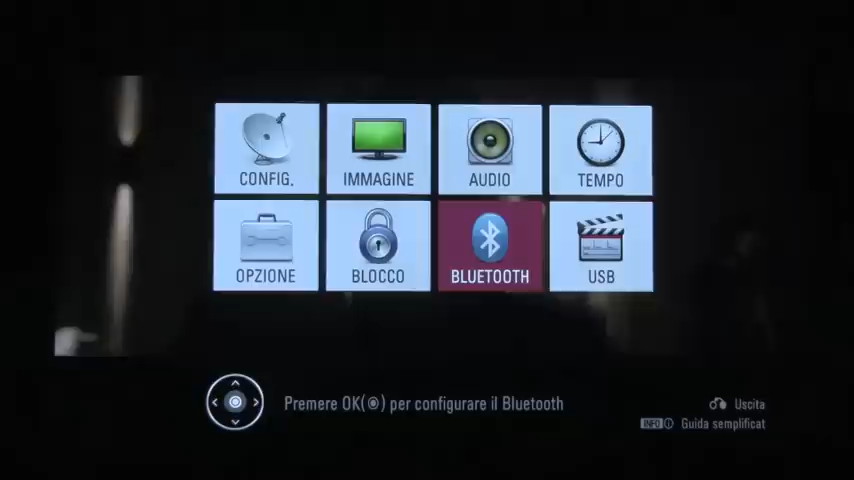 CONFIG.
IMMAGINE
AUDIO
TEMPO
OPZIONE
BLOCCO
BLUETOOTH
USB
Premere OK(◉) per configurare il Bluetooth
Uscita
INFO ⓘ Guida semplificat